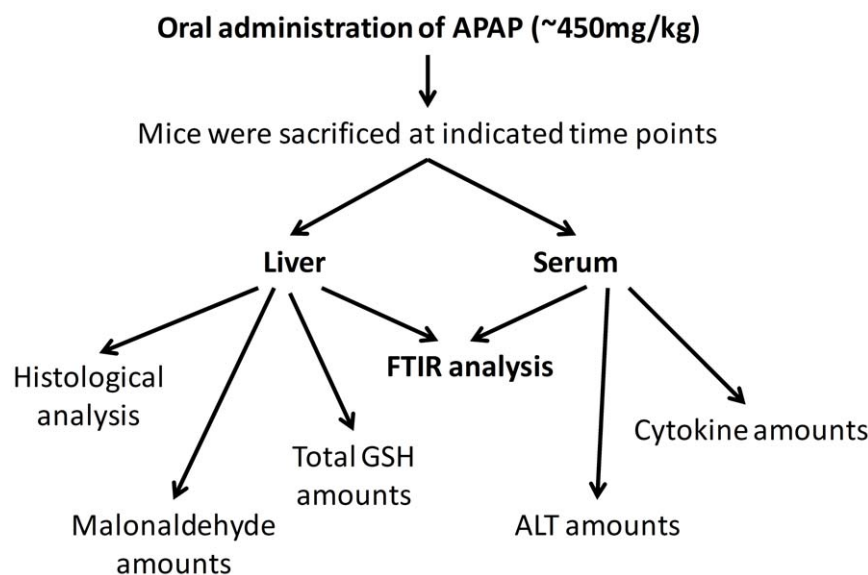 Oral administration of APAP (~450mg/kg)
Mice were sacrificed at indicated time points
Liver
Serum
FTIR analysis
Histological
analysis
Cytokine amounts
Total GSH
amounts
Malonaldehyde
amounts
ALT amounts